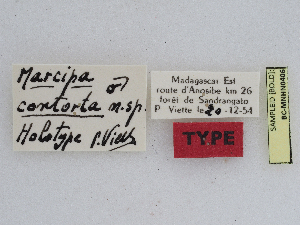 Marcipa ♂
contorta n.sp.
Holotype P. Viette
Madagascar Est
route d'Anosibe km 26
forêt de Sandrangato
P Viette le 20-12-54
TYPE
SAMPLED [BOLD]:
BC-MNHN0406